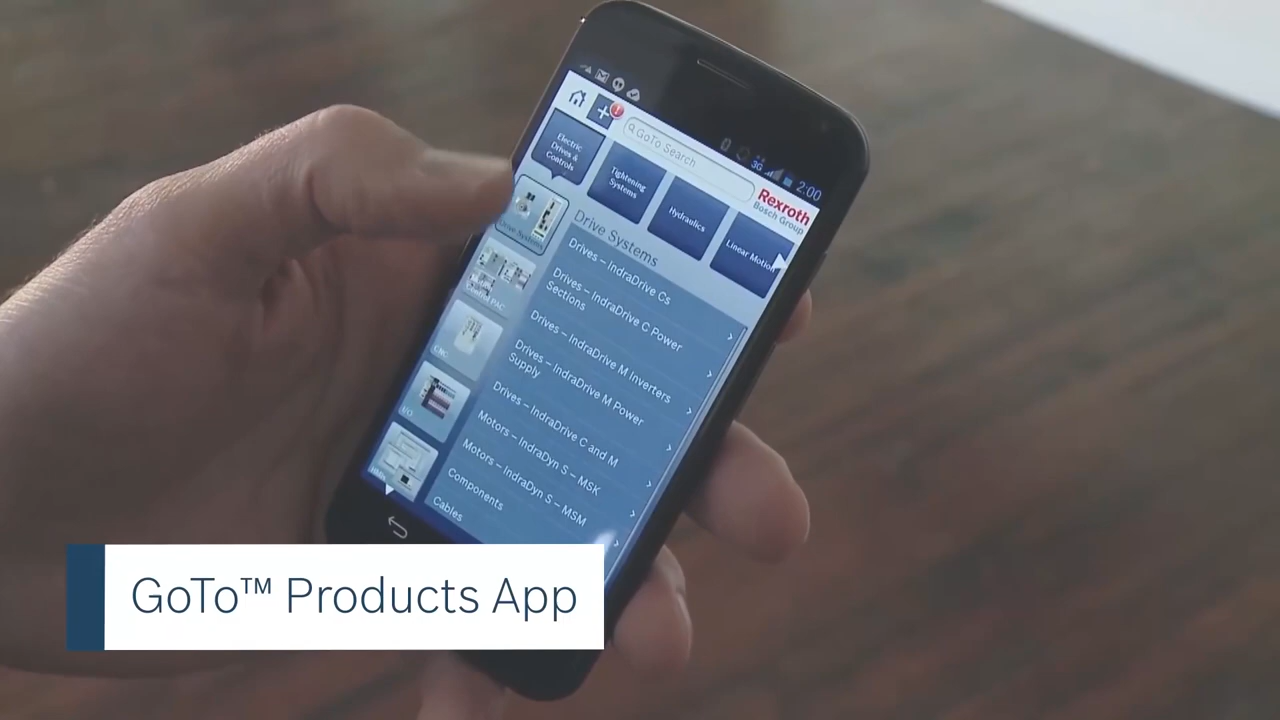 3G 2:00
GoTo Search
Rexroth
Bosch Group
Electric
Drives &
Controls
Tightening
Systems
Hydraulics
Linear Motion
Drive Systems
Drive Systems
Drives – IndraDrive Cs
Drives – IndraDrive C Power
Sections
Drives – IndraDrive M Inverters
Drives – IndraDrive M Power
Supply
Drives – IndraDrive C and M
Motors – IndraDyn S – MSK
Motors – IndraDyn S – MSM
Components
Cables
CNC
I/O
GoTo™ Products App